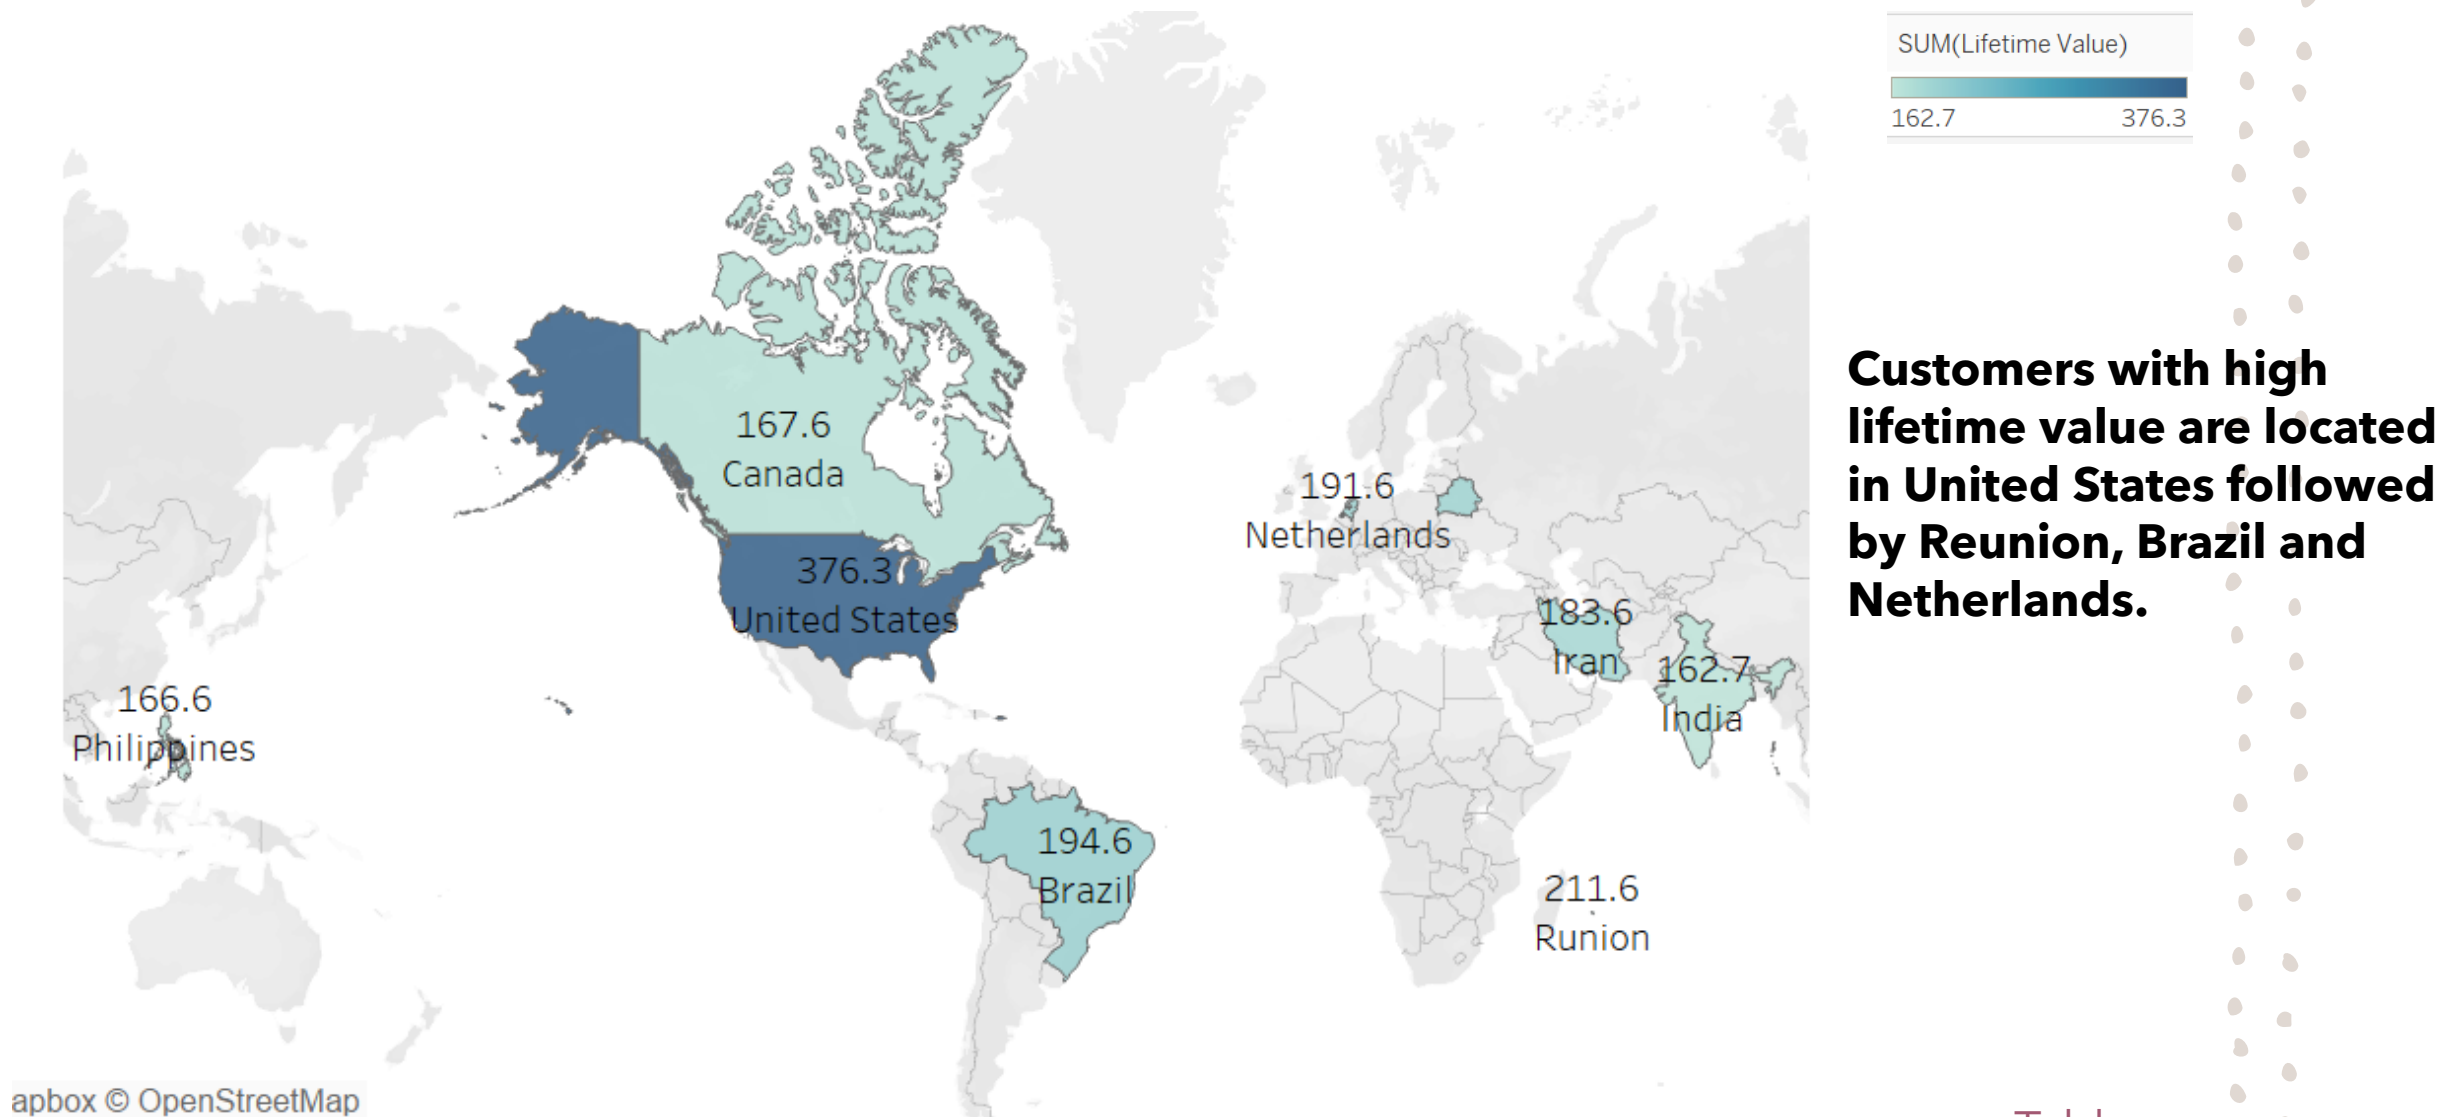 SUM(Lifetime Value)
162.7 376.3
167.6
Canada
376.3
United States
191.6
Netherlands
183.6
Iran
162.7
India
166.6
Philippines
194.6
Brazil
211.6
Runion
Customers with high
lifetime value are located
in United States followed
by Reunion, Brazil and
Netherlands.
apbox © OpenStreetMap